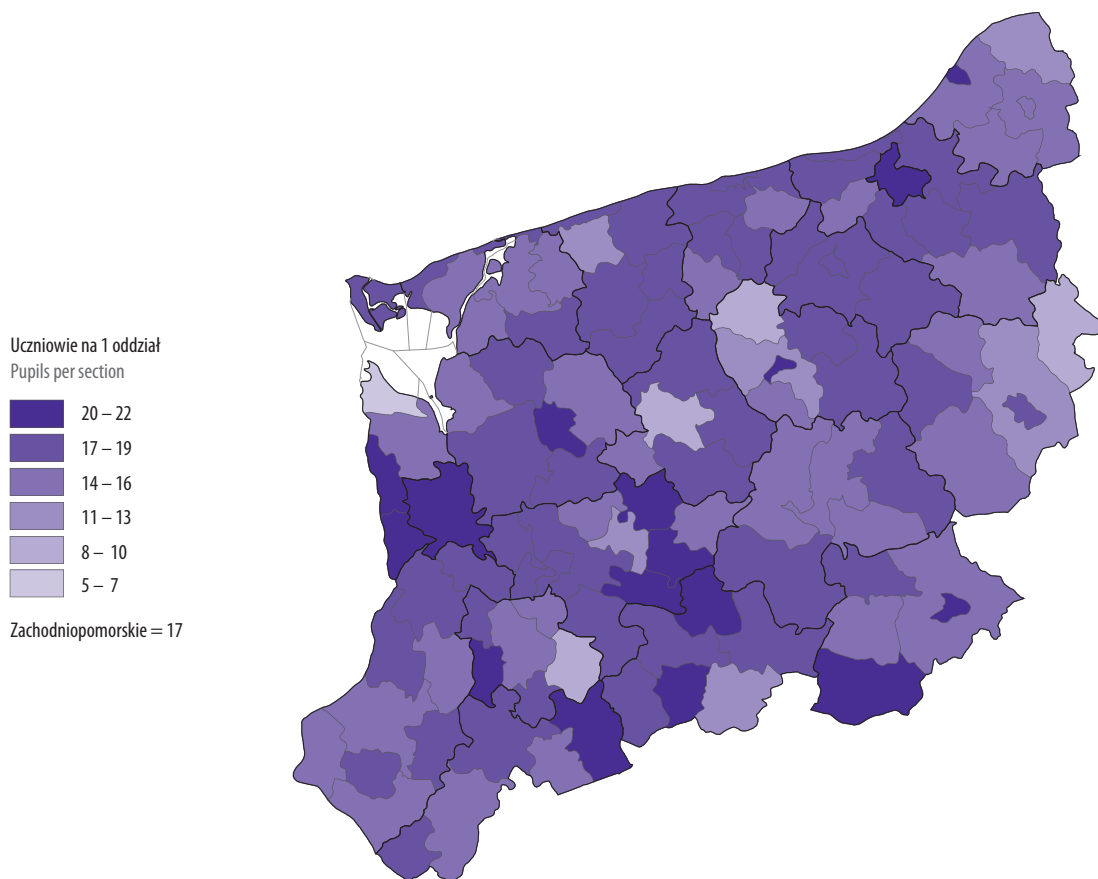 Uczniowie na 1 oddział
Pupils per section
20 – 22
17 – 19
14 – 16
11 – 13
8 – 10
5 – 7
Zachodniopomorskie = 17